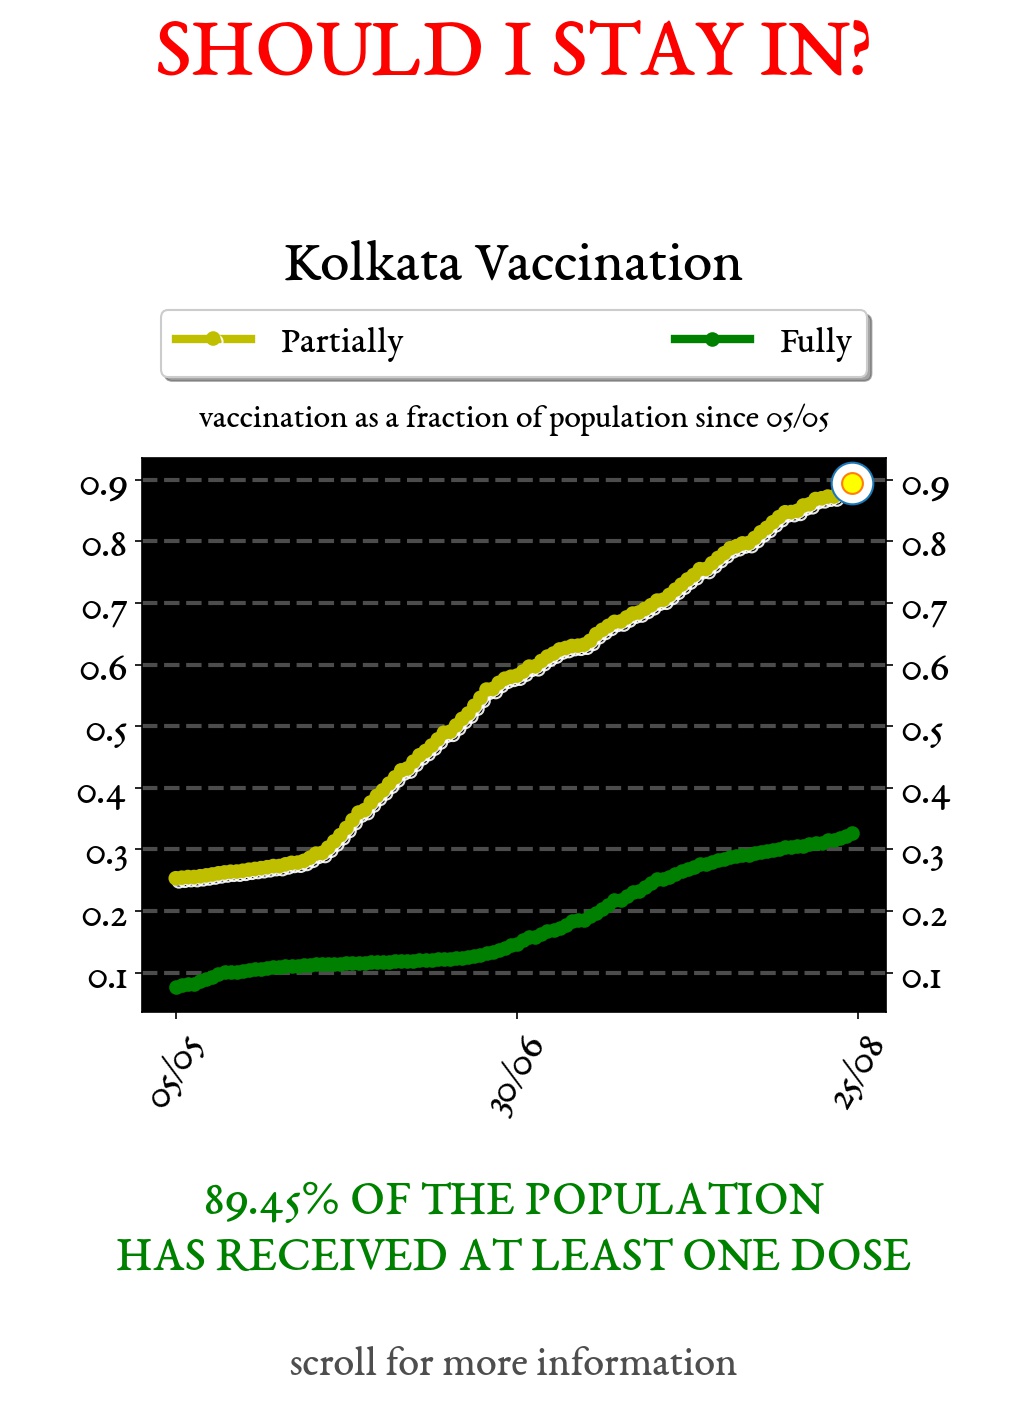 SHOULD I STAY IN?
Kolkata Vaccination
Partially
Fully
vaccination as a fraction of population since 05/05
0.9 0.9
0.8 0.8
0.7 0.7
0.6 0.6
0.5 0.5
0.4 0.4
0.3 0.3
0.2 0.2
0.1 0.1
05/05 30/06 25/08
89.45% OF THE POPULATION
HAS RECEIVED AT LEAST ONE DOSE
scroll for more information